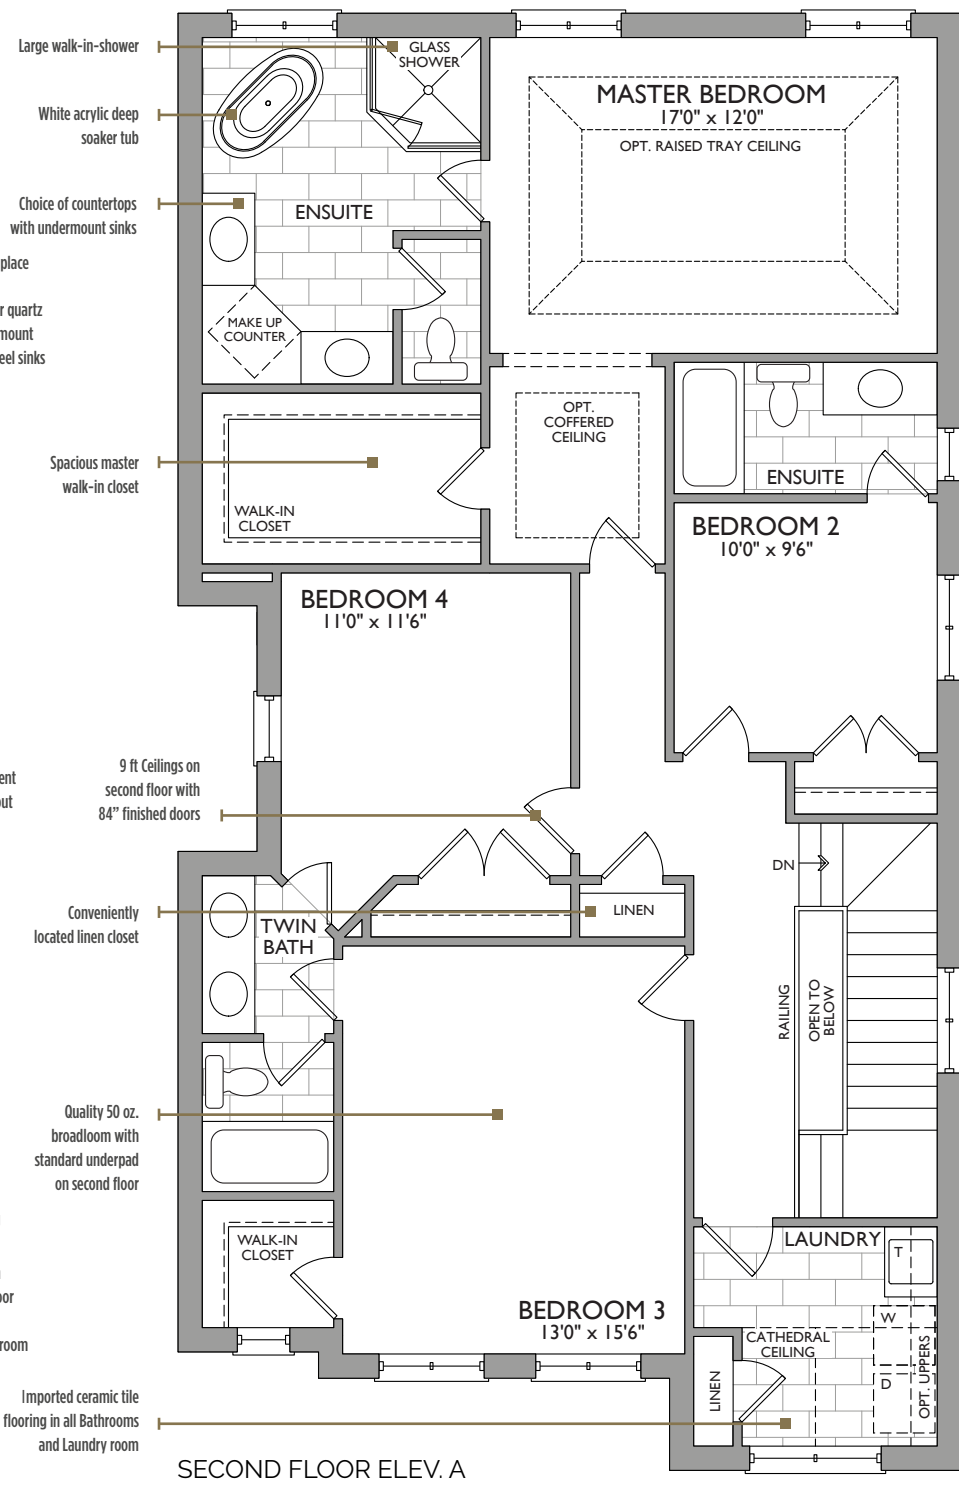 Large walk-in-shower
GLASS
SHOWER
White acrylic deep
soaker tub
MASTER BEDROOM
17'0" x 12'0"
OPT. RAISED TRAY CEILING
Choice of countertops
with undermount sinks
ENSUITE
place
r quartz
mount
eel sinks
MAKE UP
COUNTER
OPT.
COFFERED
CEILING
Spacious master
walk-in closet
WALK-IN
CLOSET
ENSUITE
BEDROOM 2
10'0" x 9'6"
BEDROOM 4
11'0" x 11'6"
9 ft Ceilings on
second floor with
84” finished doors
ent
out
DN
Conveniently
located linen closet
LINEN
TWIN
BATH
RAILING
OPEN TO
BELOW
Quality 50 oz.
broadloom with
standard underpad
on second floor
WALK-IN
CLOSET
LAUNDRY
T
oor
BEDROOM 3
13'0" x 15'6"
room
W
CATHEDRAL
CEILING
D
OPT. UPPERS
LINEN
Imported ceramic tile
flooring in all Bathrooms
and Laundry room
SECOND FLOOR ELEV. A